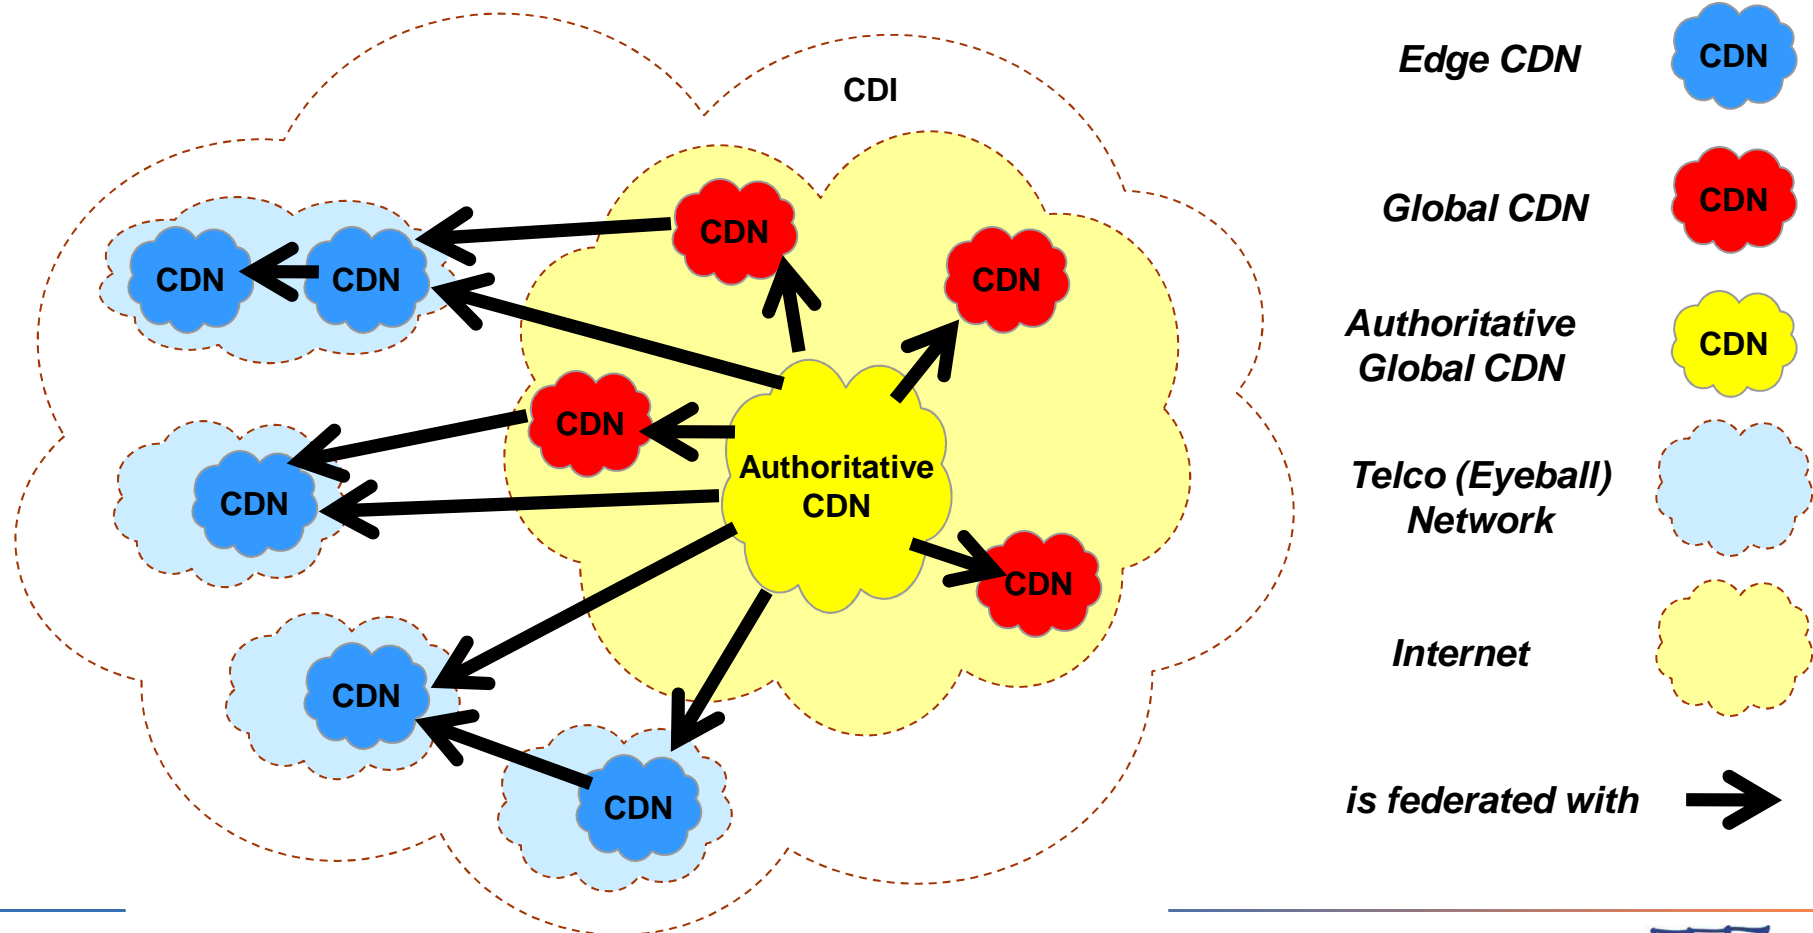 CDI
CDN
CDN
CDN
CDN
CDN
CDN
Authoritative
CDN
CDN
CDN
CDN
CDN
Edge CDN
CDN
Global CDN
CDN
Authoritative
Global CDN
CDN
Telco (Eyeball)
Network
Internet
is federated with